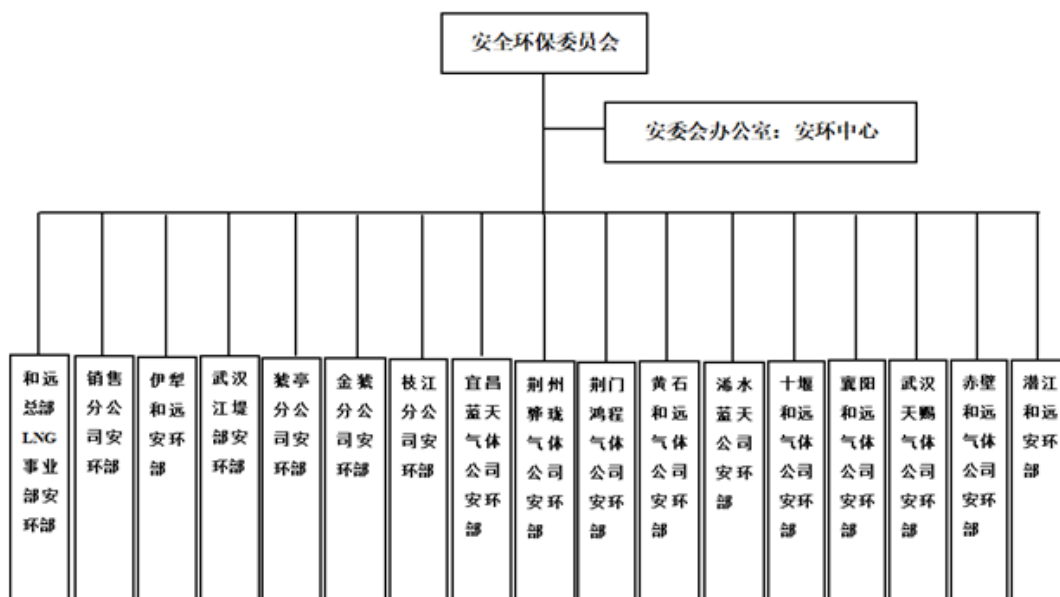 安全环保委员会
安委会办公室：安环中心
和远
总部
LNG
事业
部安
环部
销售
分公
司安
环部
伊犁
和远
安环
部
武汉
江堤
部安
环部
猇亭
分公
司安
环部
金猇
分公
司安
环部
枝江
分公
司安
环部
宜昌
蓝天
气体
公司
安环
部
荆州
骅珑
气体
公司
安环
部
荆门
鸿程
气体
公司
安环
部
黄石
和远
气体
公司
安环
部
浠水
蓝天
公司
安环
部
十堰
和远
气体
公司
安环
部
襄阳
和远
气体
公司
安环
部
武汉
天赐
气体
公司
安环
部
赤壁
和远
气体
公司
安环
部
潜江
和远
安环
部